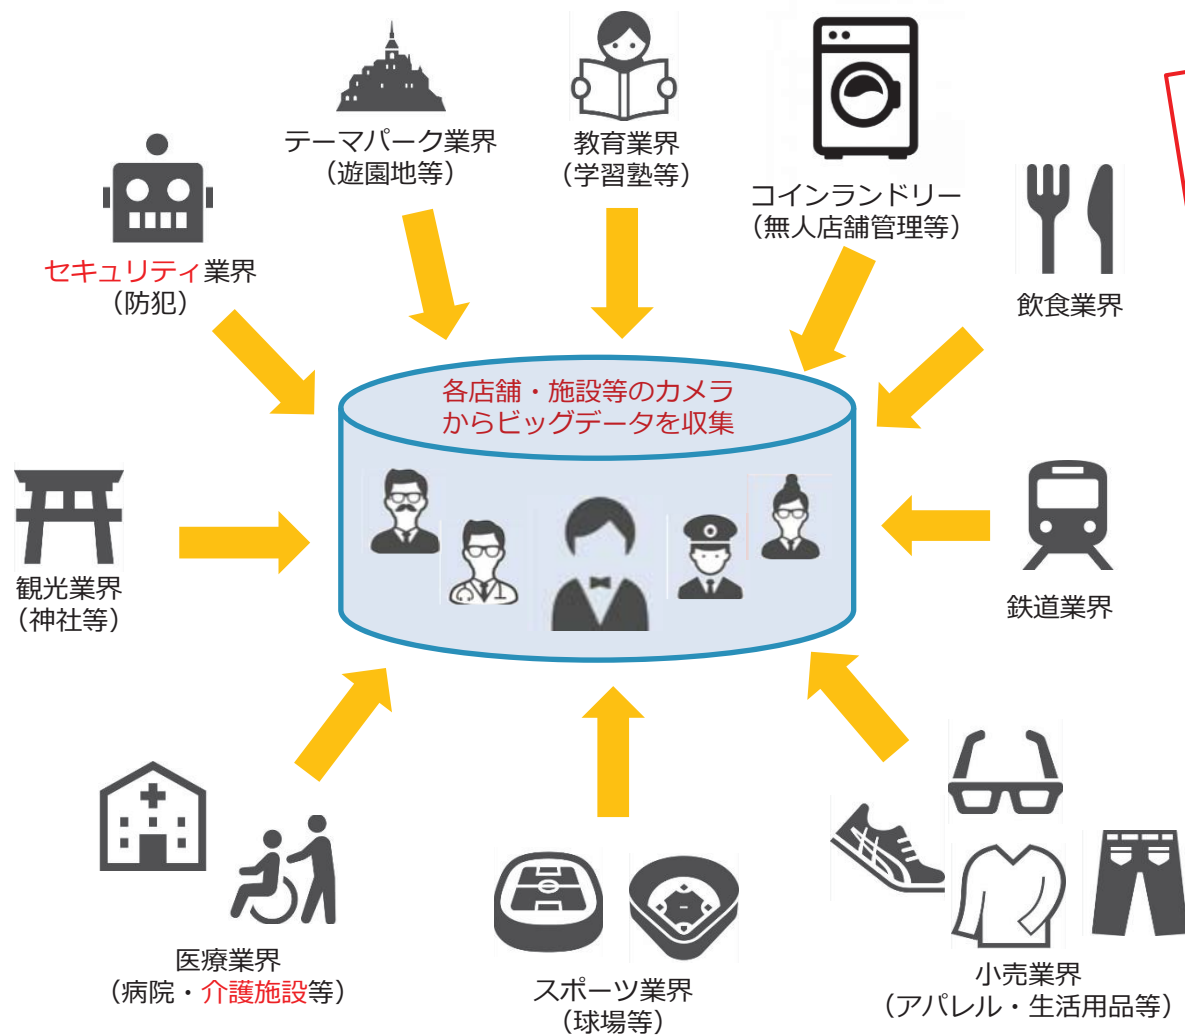 テーマパーク業界
（遊園地等）
教育業界
（学習塾等）
コインランドリー
（無人店舗管理等）
セキュリティ業界
（防犯）
飲食業界
各店舗・施設等のカメラ
からビッグデータを収集
観光業界
（神社等）
鉄道業界
医療業界
（病院・介護施設等）
スポーツ業界
（球場等）
小売業界
（アパレル・生活用品等）